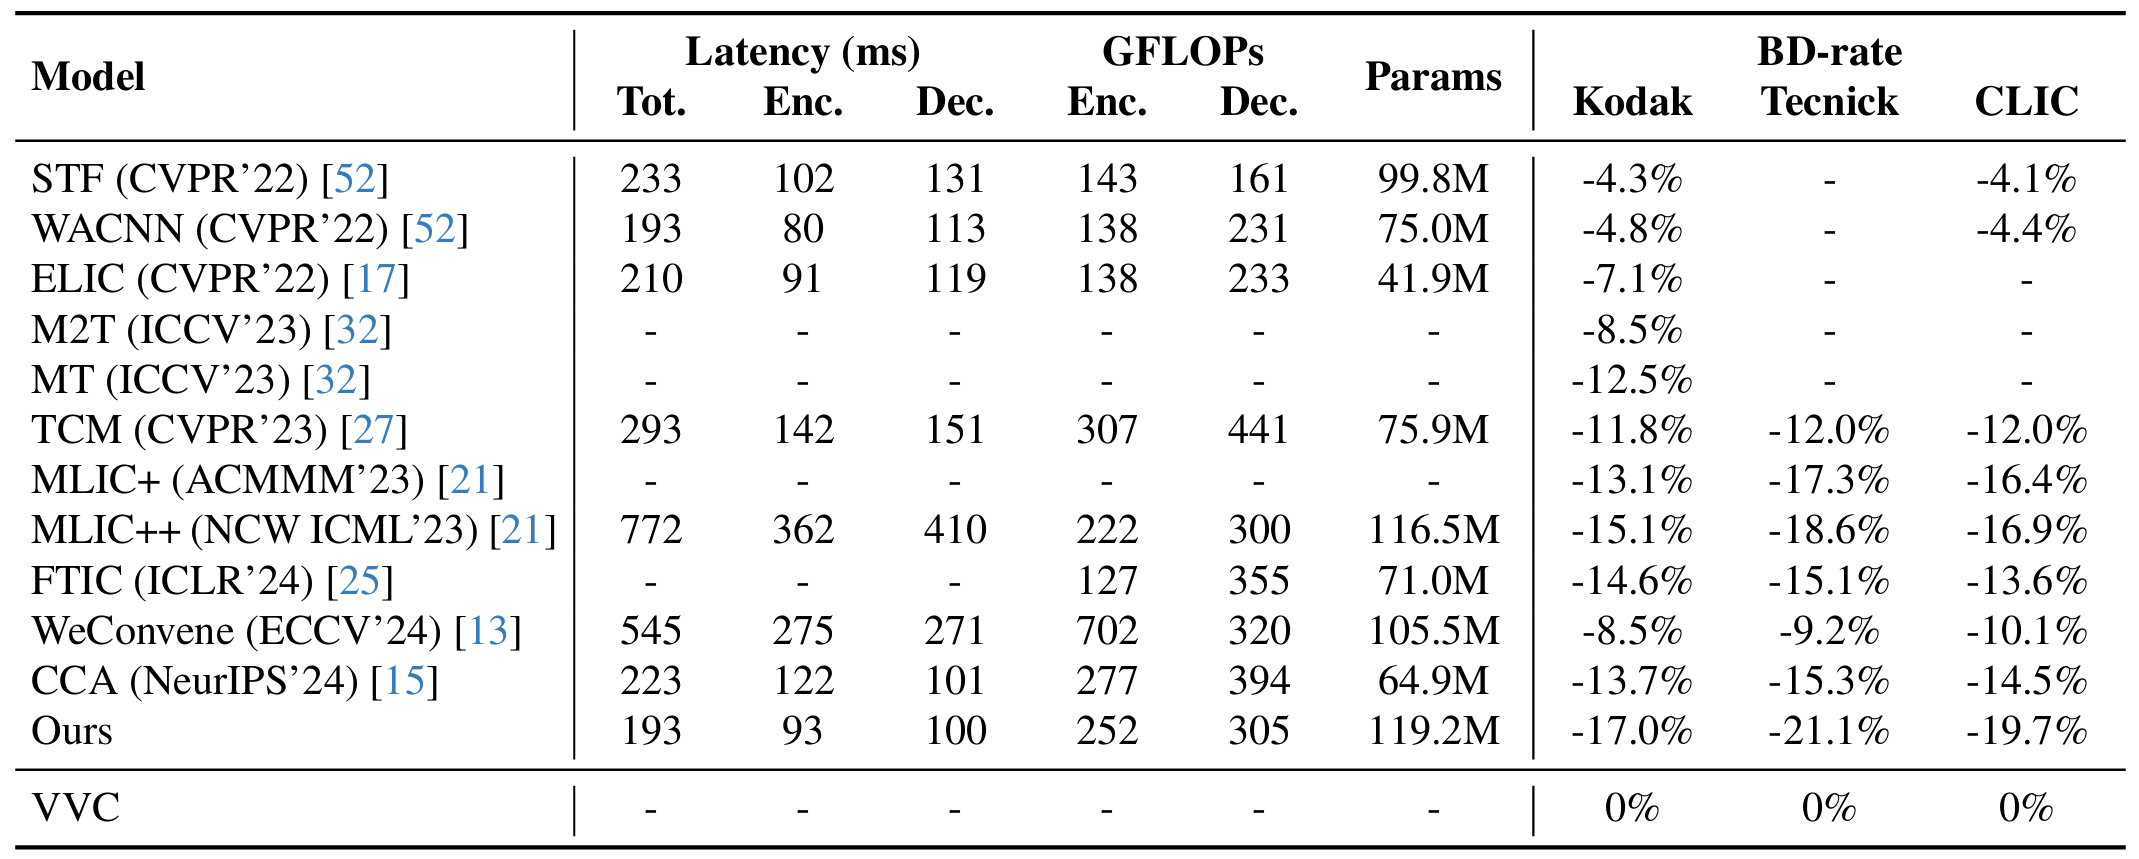 Model Latency (ms) GFLOPs Params BD-rate
Tot. Enc. Dec. Enc. Dec. Kodak Tecnick CLIC
STF (CVPR’22) [52] 233 102 131 143 161 99.8M -4.3% - -4.1%
WACNN (CVPR’22) [52] 193 80 113 138 231 75.0M -4.8% - -4.4%
ELIC (CVPR’22) [17] 210 91 119 138 233 41.9M -7.1% - -
M2T (ICCV’23) [32] - - - - - - -8.5% - -
MT (ICCV’23) [32] - - - - - - -12.5% - -
TCM (CVPR’23) [27] 293 142 151 307 441 75.9M -11.8% -12.0% -12.0%
MLIC+ (ACMMM’23) [21] - - - - - - -13.1% -17.3% -16.4%
MLIC++ (NCW ICML’23) [21] 772 362 410 222 300 116.5M -15.1% -18.6% -16.9%
FTIC (ICLR’24) [25] - - - 127 355 71.0M -14.6% -15.1% -13.6%
WeConvene (ECCV’24) [13] 545 275 271 702 320 105.5M -8.5% -9.2% -10.1%
CCA (NeurIPS’24) [15] 223 122 101 277 394 64.9M -13.7% -15.3% -14.5%
Ours 193 93 100 252 305 119.2M -17.0% -21.1% -19.7%
VVC - - - - - - 0% 0% 0%